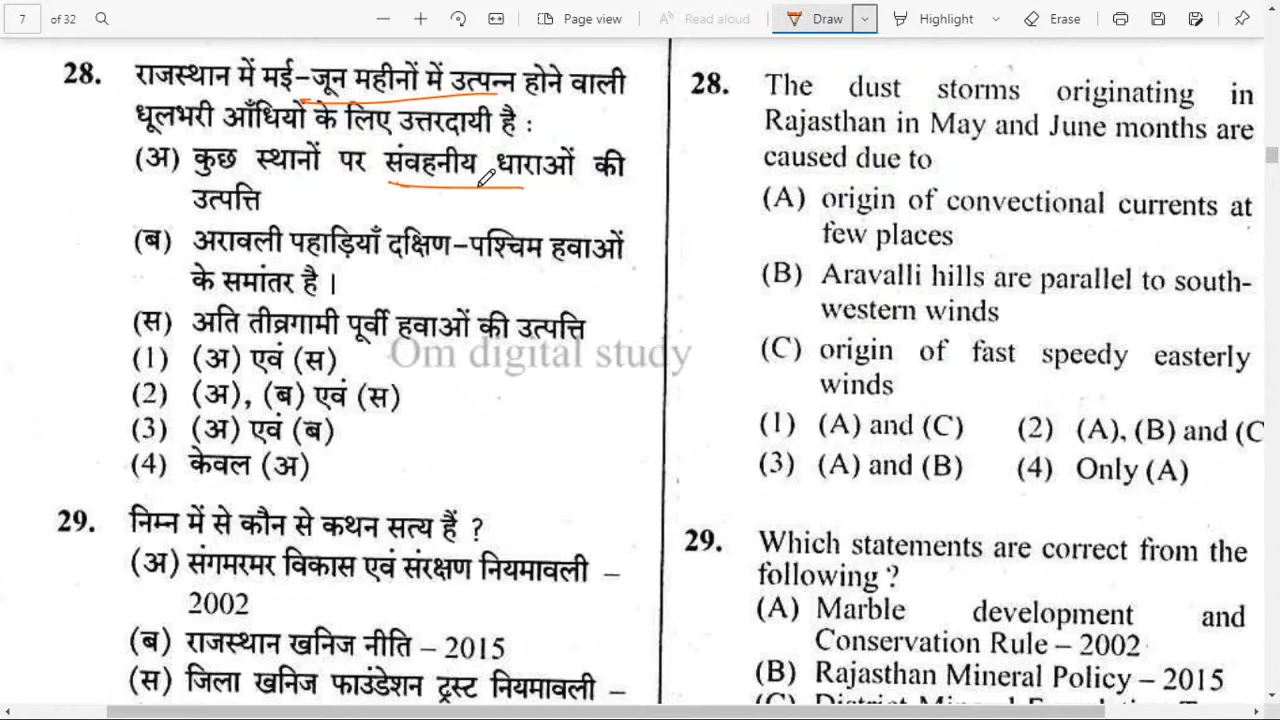 7 of 32 Page view Read aloud Draw Highlight Erase
28. राजस्थान में मई-जून महीनों में उत्पन्न होने वाली
धूलभरी आँधियों के लिए उत्तरदायी है :
(अ) कुछ स्थानों पर संवहनीय धाराओं की
उत्पत्ति
(ब) अरावली पहाड़ियाँ दक्षिण-पश्चिम हवाओं
के समांतर है ।
(स) अति तीव्रगामी पूर्वी हवाओं की उत्पत्ति
(1) (अ) एवं (स)
(2) (अ), (ब) एवं (स)
(3) (अ) एवं (ब)
(4) केवल (अ)
29. निम्न में से कौन से कथन सत्य हैं ?
(अ) संगमरमर विकास एवं संरक्षण नियमावली –
2002
(ब) राजस्थान खनिज नीति – 2015
(स) जिला खनिज फाउंडेशन ट्रस्ट नियमावली –
Om digital study
28. The dust storms originating in
Rajasthan in May and June months are
caused due to
(A) origin of convectional currents at
few places
(B) Aravalli hills are parallel to south-
western winds
(C) origin of fast speedy easterly
winds
(1) (A) and (C) (2) (A), (B) and (C
(3) (A) and (B) (4) Only (A)
29. Which statements are correct from the
following ?
(A) Marble development and
Conservation Rule – 2002
(B) Rajasthan Mineral Policy – 2015